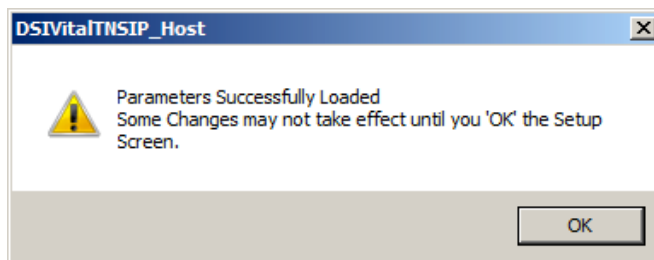 DSIVitalTNSIP_Host
Parameters Successfully Loaded
Some Changes may not take effect until you 'OK' the Setup
Screen.
OK